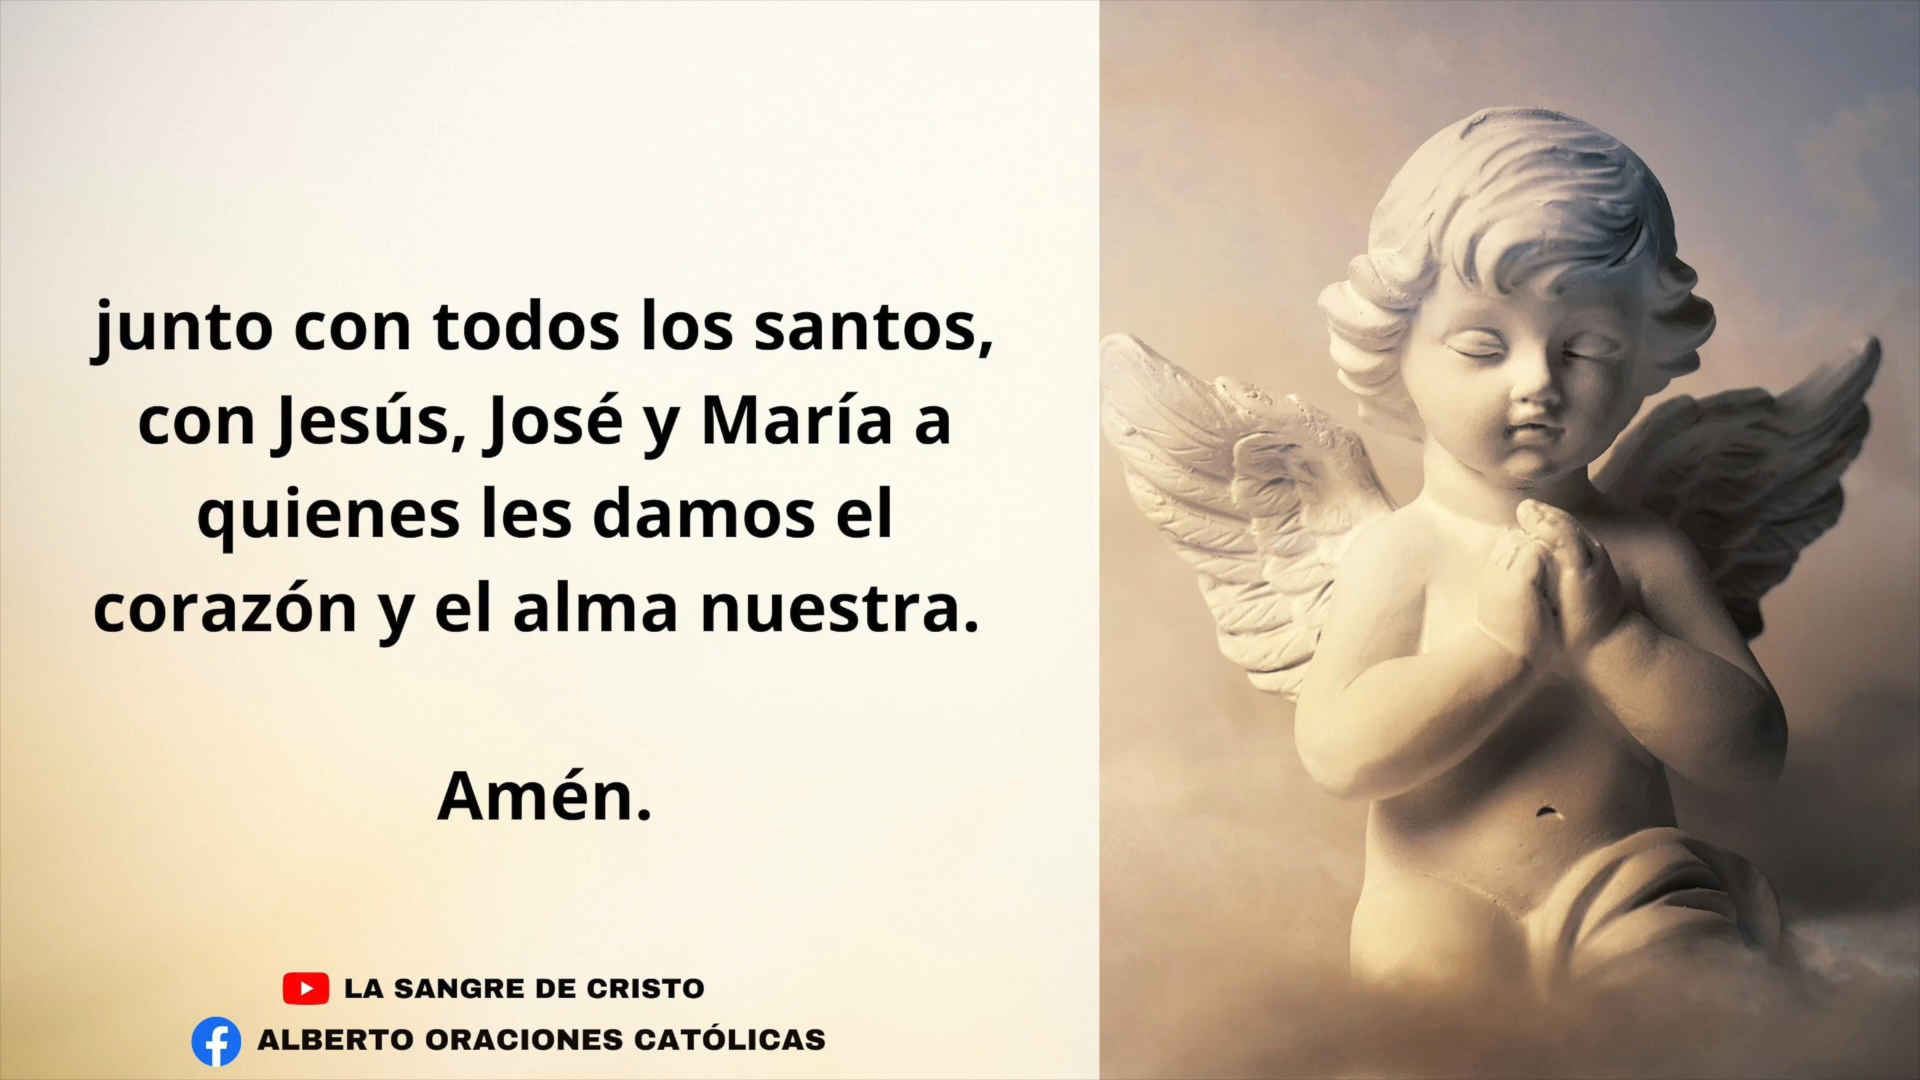 junto con todos los santos,
con Jesús, José y María a
quienes les damos el
corazón y el alma nuestra.
Amén.
LA SANGRE DE CRISTO
ALBERTO ORACIONES CATÓLICAS